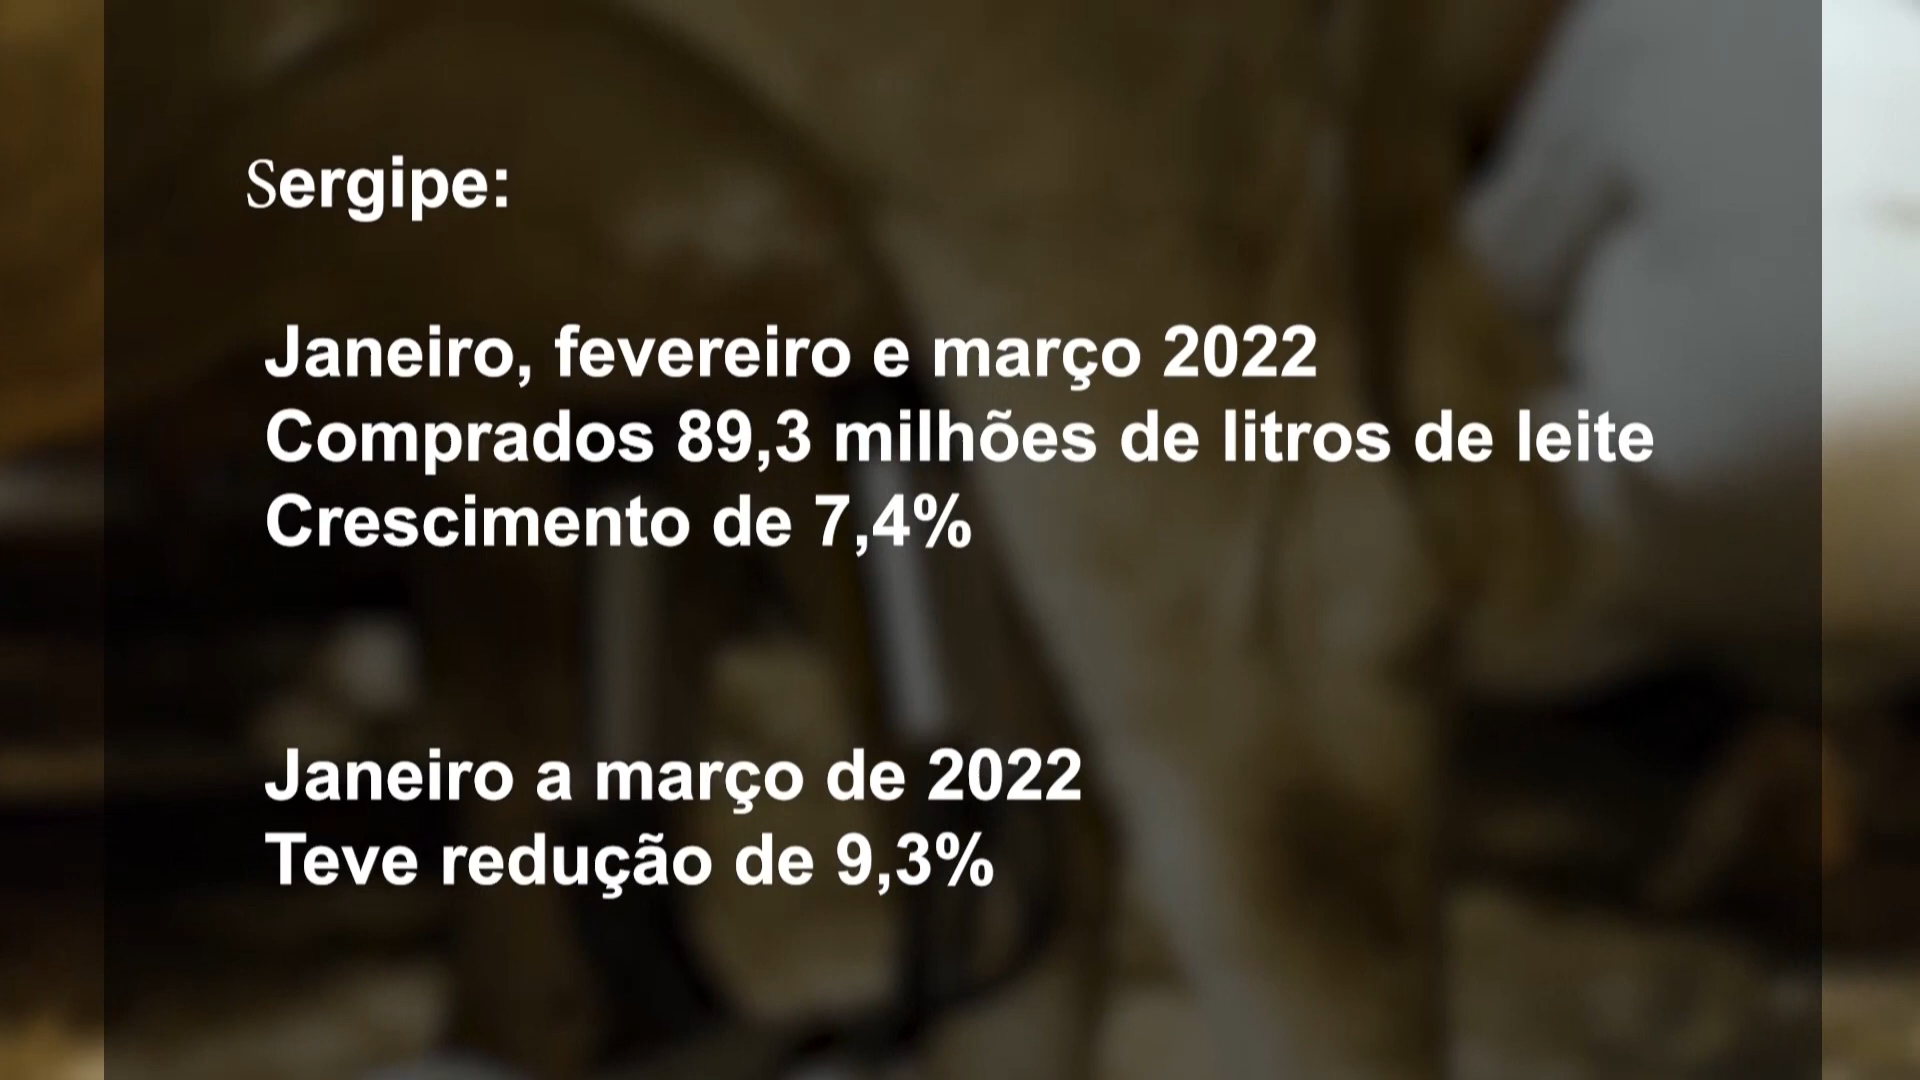 Sergipe:
Janeiro, fevereiro e março 2022
Comprados 89,3 milhões de litros de leite
Crescimento de 7,4%
Janeiro a março de 2022
Teve redução de 9,3%